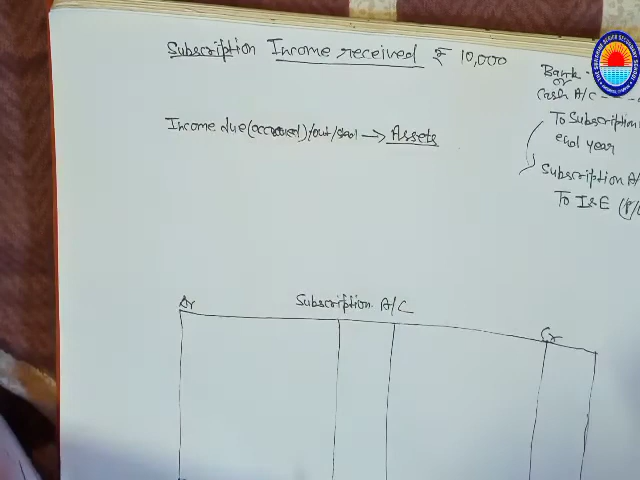 Subscription Income received ₹ 10,000
Bank
or
Cash A/C
To Subscription
end year
Subscription A/
To I&E
Income due(accrued)/out/stand → Assets
Dr Subscription A/C Cr